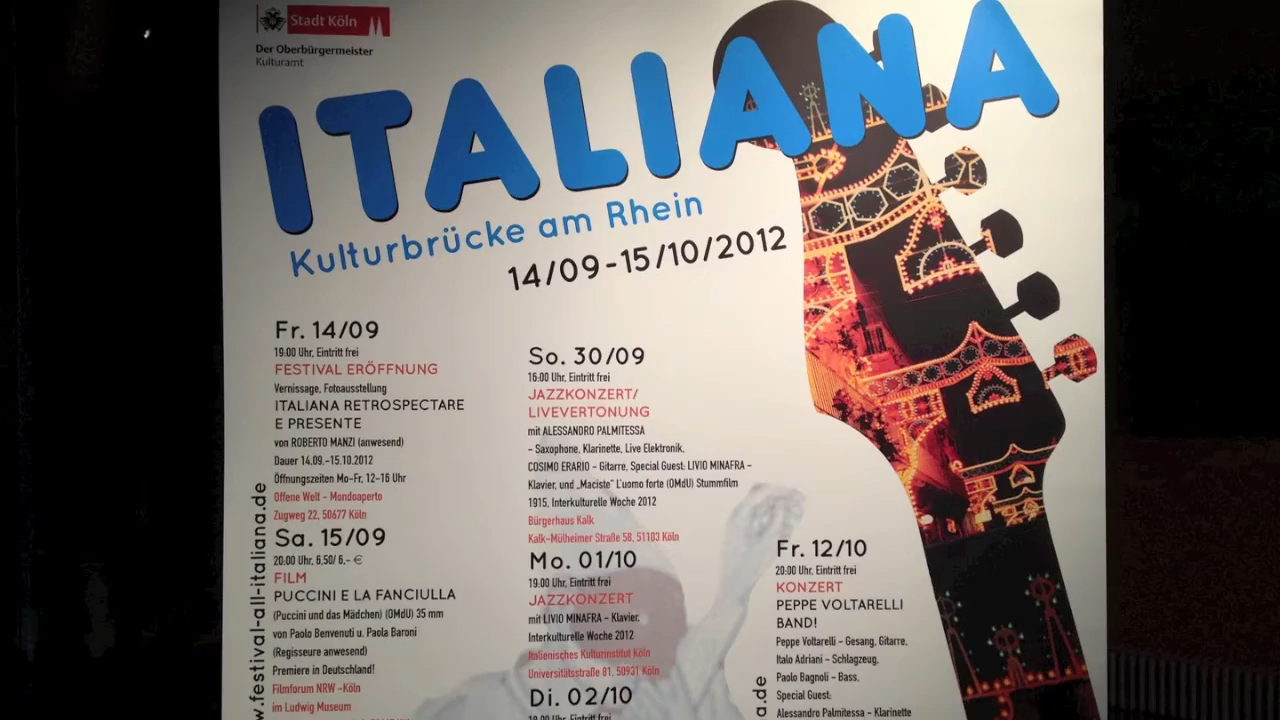 Stadt Köln
Der Oberbürgermeister
Kulturamt
ITALIANA
Kulturbrücke am Rhein
14/09-15/10/2012
Fr. 14/09
19:00 Uhr, Eintritt frei
FESTIVAL ERÖFFNUNG
Vernissage, Fotoausstellung
ITALIANA RETROSPECTARE
E PRESENTE
von ROBERTO MANZI (anwesend)
Dauer 14.09.-15.10.2012
Öffnungszeiten Mo-Fr, 12-16 Uhr
Offene Welt - Mondoaperto
Zugweg 22, 50677 Köln
Sa. 15/09
20:00 Uhr, 6,50/ 6,- €
FILM
PUCCINI E LA FANCIULLA
(Puccini und das Mädchen) (OMdU) 35 mm
von Paolo Benvenuti u. Paola Baroni
(Regisseure anwesend)
Premiere in Deutschland!
Filmforum NRW -Köln
im Ludwig Museum
w.festival-all-italiana.de
So. 30/09
16:00 Uhr, Eintritt frei
JAZZKONZERT/
LIVEVERTONUNG
mit ALESSANDRO PALMITESSA
- Saxophone, Klarinette, Live Elektronik,
COSIMO ERARIO - Gitarre, Special Guest: LIVIO MINAFRA -
Klavier, und „Maciste" L'uomo forte (OMdU) Stummfilm
1915, Interkulturelle Woche 2012
Bürgerhaus Kalk
Kalk-Mülheimer Straße 58, 51103 Köln
Mo. 01/10
19:00 Uhr, Eintritt frei
JAZZKONZERT
mit LIVIO MINAFRA - Klavier,
Interkulturelle Woche 2012
Italienisches Kulturinstitut Köln
Universitätsstraße 81, 50931 Köln
Di. 02/10
19:00 Uhr, Eintritt frei
Fr. 12/10
20:00 Uhr, Eintritt frei
KONZERT
PEPPE VOLTARELLI
BAND!
Peppe Voltarelli - Gesang, Gitarre,
Italo Adriani - Schlagzeug,
Paolo Bagnoli - Bass,
Special Guest:
Alessandro Palmitessa - Klarinette
a.de